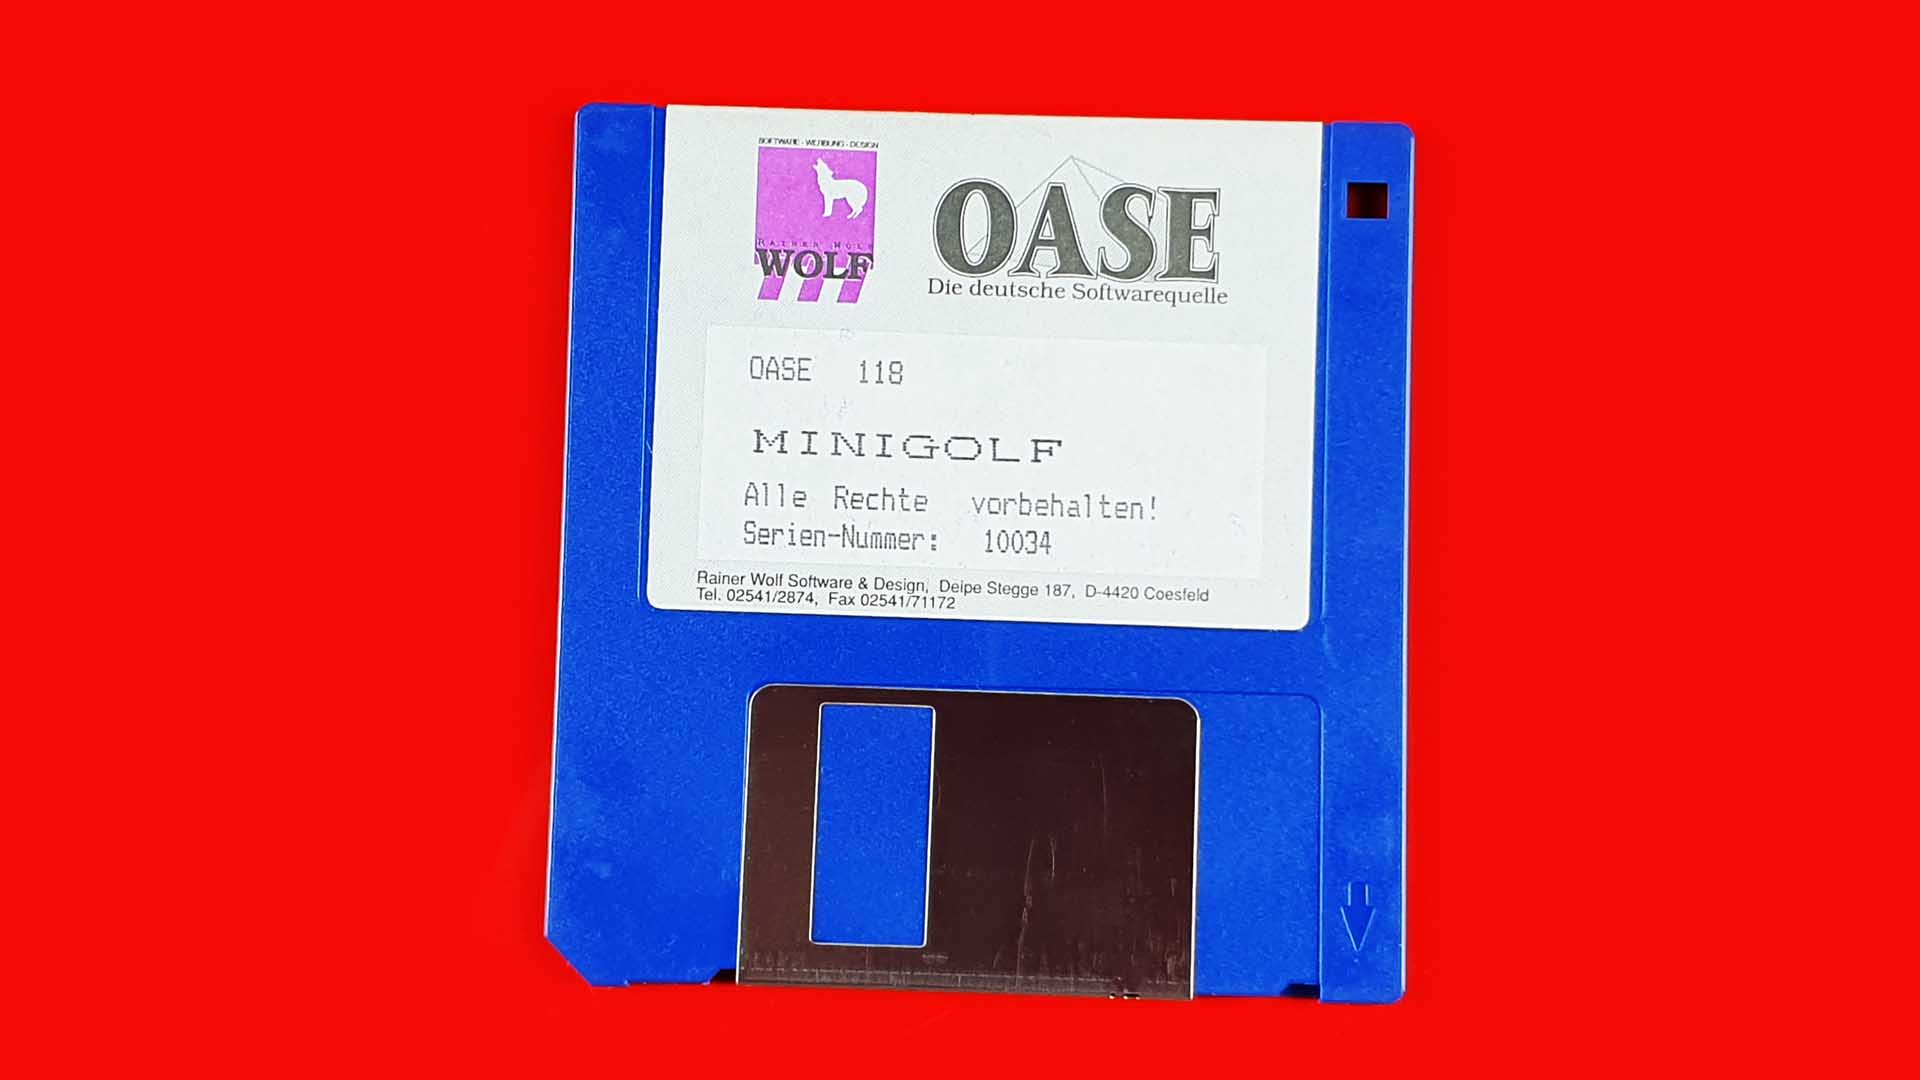 SOFTWARE · WERBUNG · DESIGN
RAINER WOLF
WOLF
OASE
Die deutsche Softwarequelle
OASE 118
MINIGOLF
Alle Rechte vorbehalten!
Serien-Nummer: 10034
Rainer Wolf Software & Design, Deipe Stegge 187, D-4420 Coesfeld
Tel. 02541/2874, Fax 02541/71172